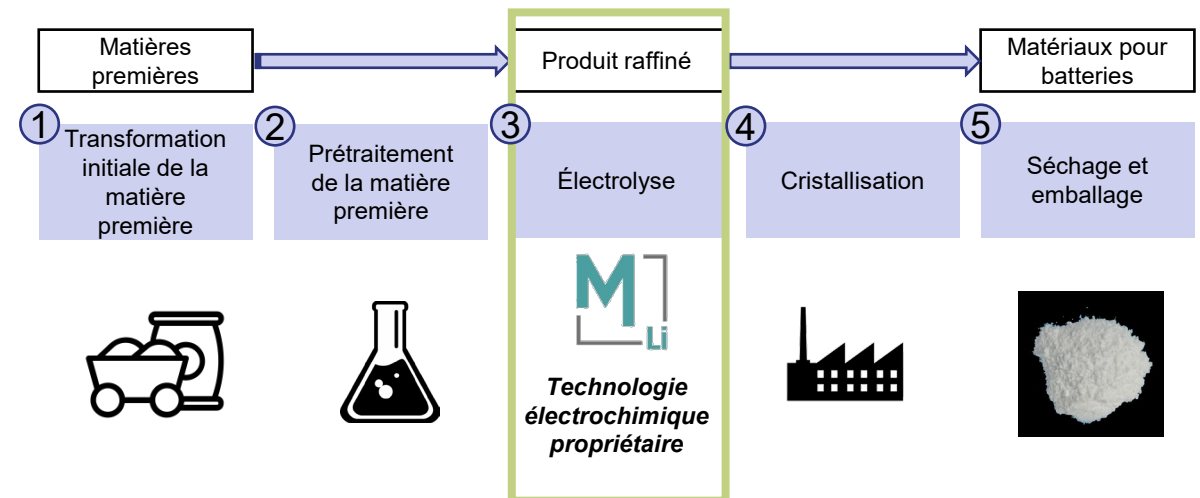 Matières
premières
Produit raffiné
Matériaux pour
batteries
1
Transformation
initiale de la
matière
première
2
Prétraitement
de la matière
première
3
Électrolyse
4
Cristallisation
5
Séchage et
emballage
M
Li
Technologie
électrochimique
propriétaire